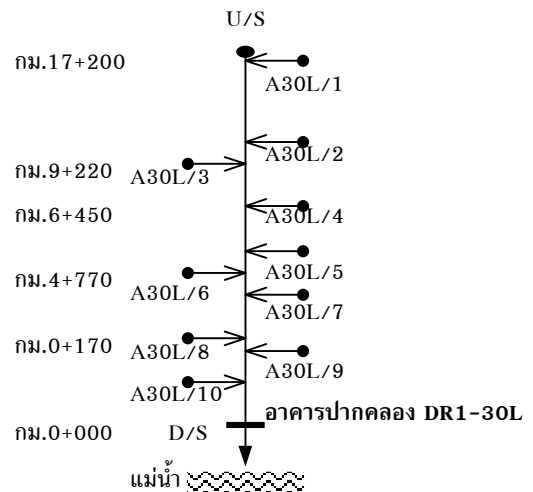 U/S
กม.17+200
A30L/1
A30L/2
กม.9+220 A30L/3
กม.6+450 A30L/4
A30L/5
กม.4+770 A30L/6
A30L/7
กม.0+170 A30L/8
A30L/9
A30L/10
อาคารปากคลอง DR1-30L
กม.0+000 D/S
แม่น้ำ